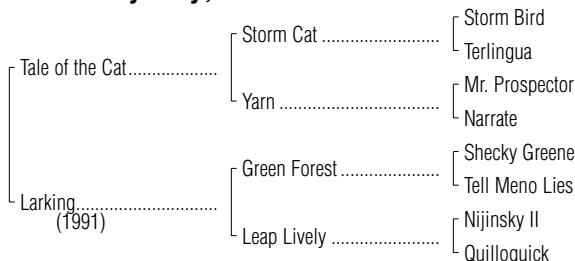 Storm Bird
Storm Cat
Terlingua
Tale of the Cat
Mr. Prospector
Yarn
Narrate
Shecky Greene
Green Forest
Tell Meno Lies
Larking
(1991)
Nijinsky II
Leap Lively
Quilloquick